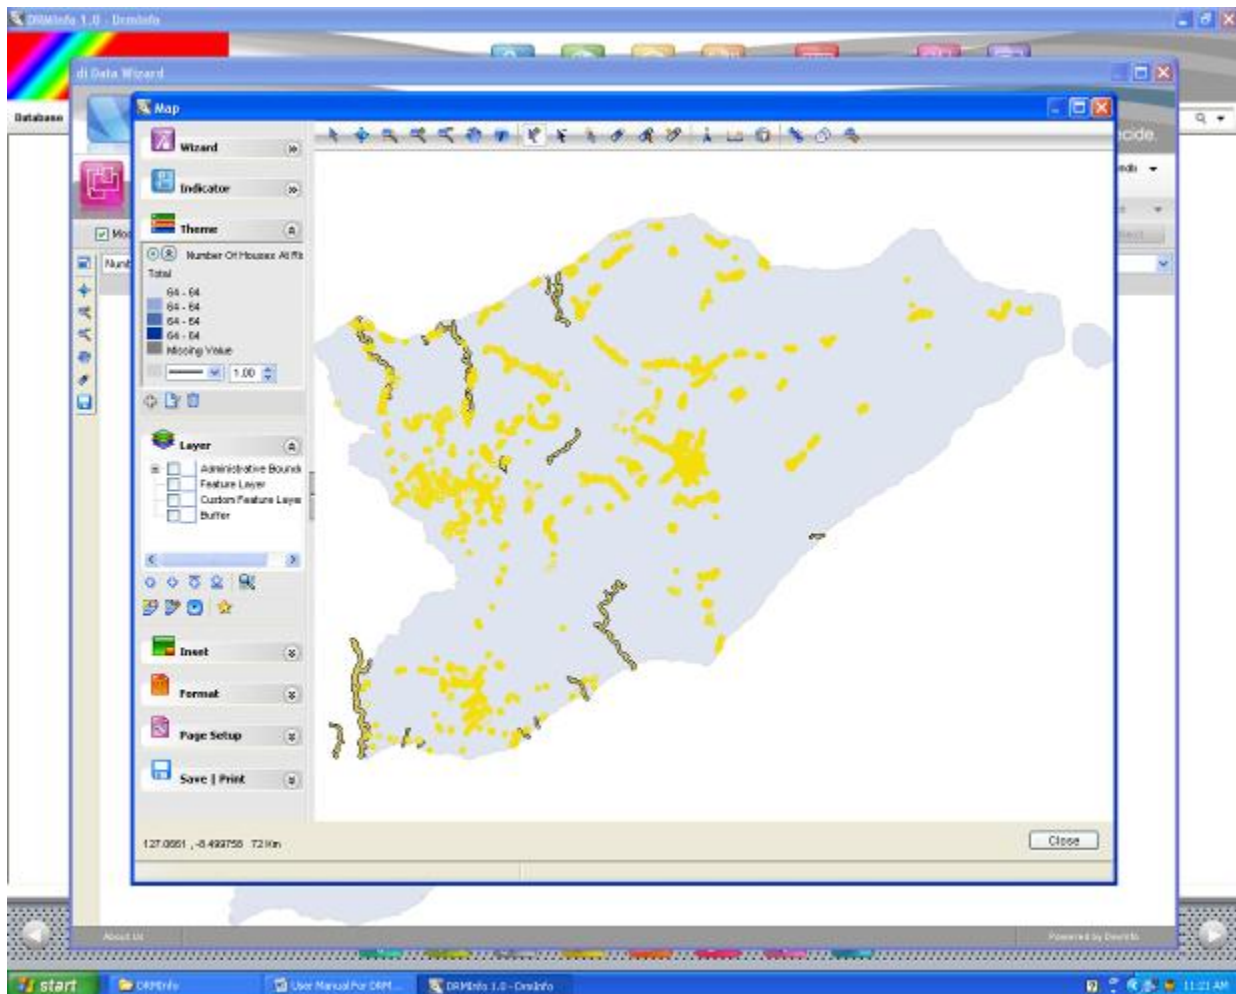 DRMInfo 1.0 - DrmInfo
di Data Wizard
Database
Map
Wizard
Indicator
Theme
Number Of Houses At Ris
Total
64 - 64
64 - 64
64 - 64
64 - 64
Missing Value
1.00
Layer
Administrative Bound
Feature Layer
Custom Feature Laye
Buffer
Inset
Format
Page Setup
Save | Print
127.0661 , -8.499758 72 Km
Close
About Us
Powered by DevInfo
start
DRMInfo
User Manual For DRM ...
DRMInfo 1.0 - DrmInfo
11:21 AM